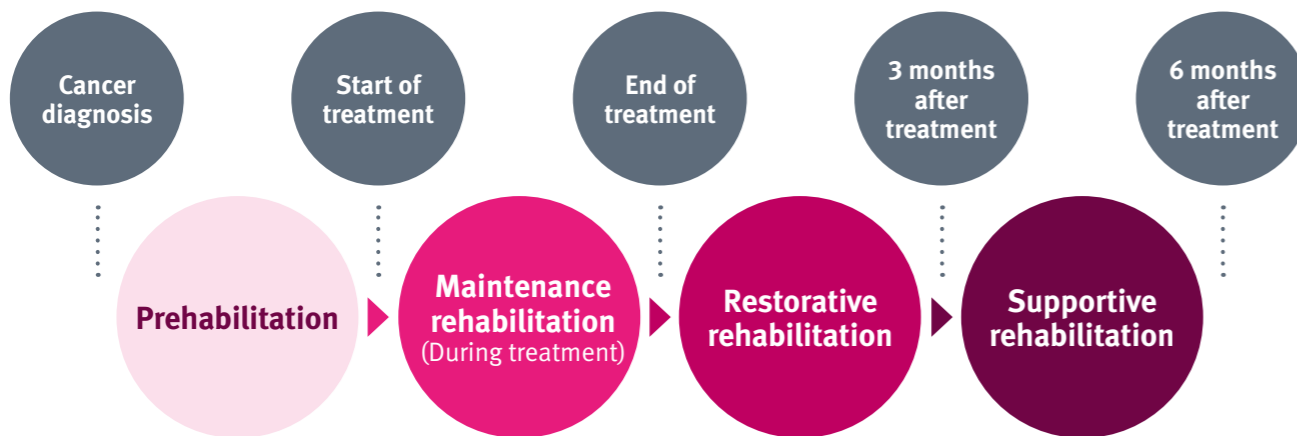 Cancer
diagnosis
Start of
treatment
End of
treatment
3 months
after
treatment
6 months
after
treatment
Prehabilitation
Maintenance
rehabilitation
(During treatment)
Restorative
rehabilitation
Supportive
rehabilitation